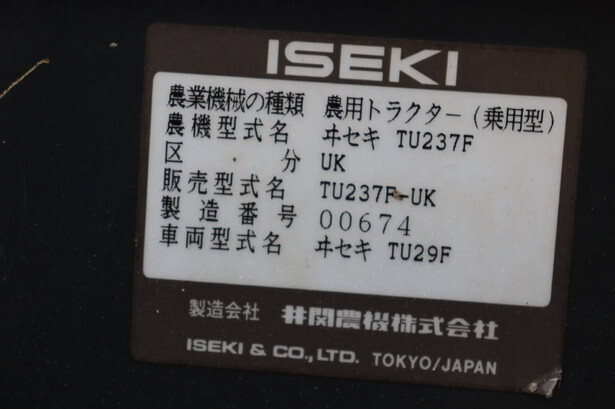 ISEKI
農業機械の種類 農用トラクター(乗用型)
農機型式名 ヰセキ TU237F
区分 UK
販売型式名 TU237F-UK
製造番号 00674
車両型式名 ヰセキ TU29F
製造会社 井関農機株式会社
ISEKI & CO., LTD. TOKYO/JAPAN